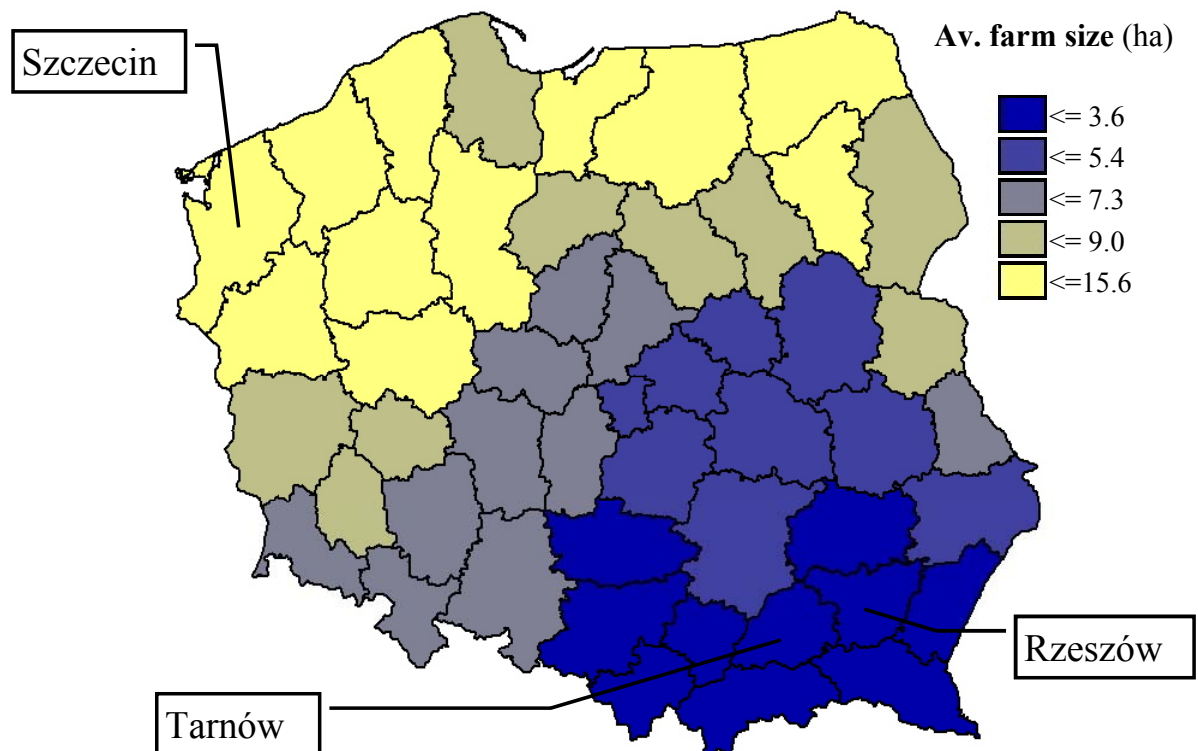 Szczecin
Av. farm size (ha)
<= 3.6
<= 5.4
<= 7.3
<= 9.0
<=15.6
Rzeszów
Tarnów